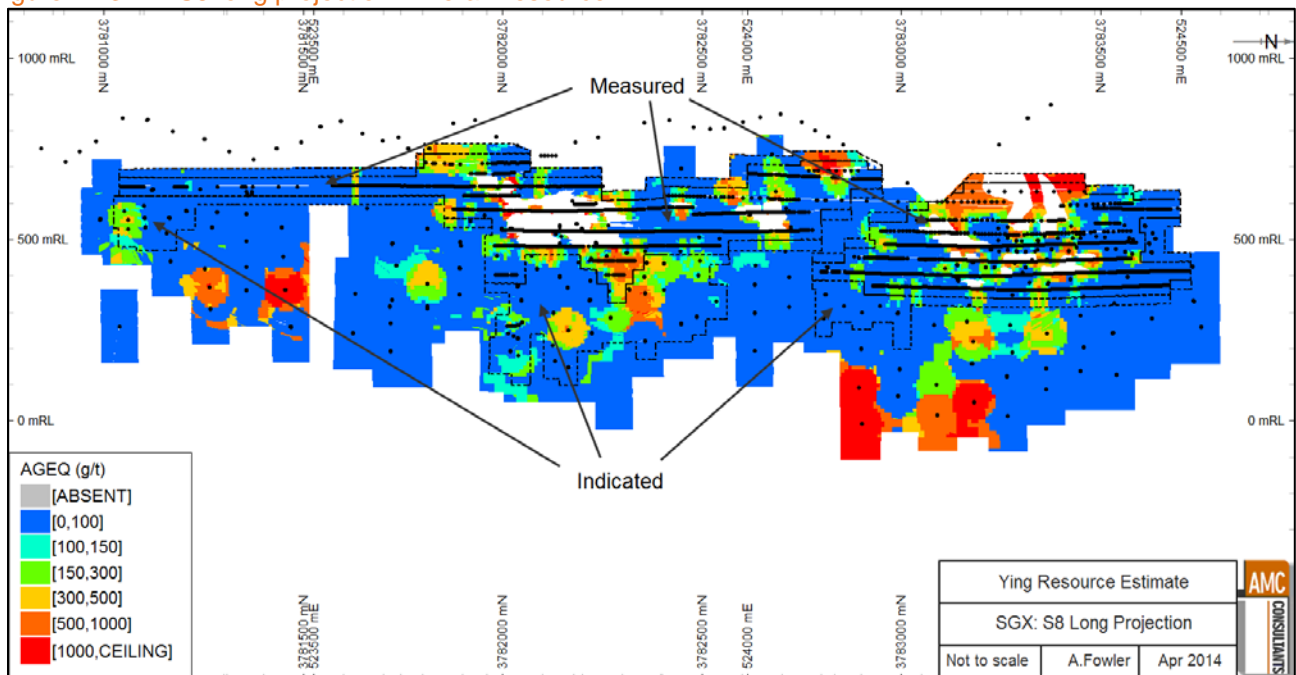 3781000 mN
3781500 mN
523500 mE
3782000 mN
3782500 mN
524000 mE
3783000 mN
3783500 mN
524500 mE
N
1000 mRL
1000 mRL
Measured
500 mRL
500 mRL
0 mRL
0 mRL
Indicated
AGEQ (g/t)
[ABSENT]
[0,100]
[100,150]
[150,300]
[300,500]
[500,1000]
[1000,CEILING]
3781500 mN
523500 mE
3782000 mN
3782500 mN
524000 mE
3783000 mN
Ying Resource Estimate
SGX: S8 Long Projection
Not to scale
A.Fowler
Apr 2014
AMC
CONSULTANTS